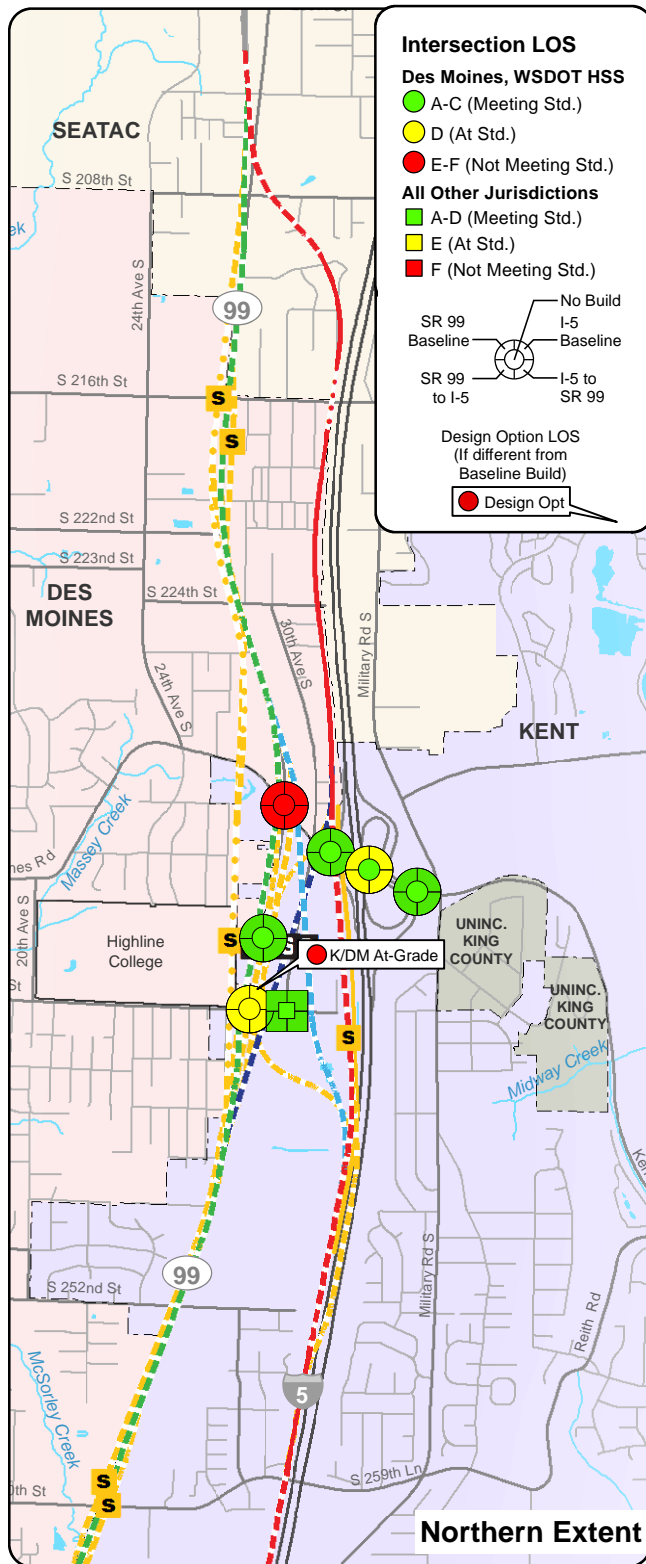 Intersection LOS
Des Moines, WSDOT HSS
A-C (Meeting Std.)
D (At Std.)
E-F (Not Meeting Std.)
All Other Jurisdictions
A-D (Meeting Std.)
E (At Std.)
F (Not Meeting Std.)
No Build
SR 99
Baseline
I-5
Baseline
SR 99
to I-5
I-5 to
SR 99
Design Option LOS
(If different from
Baseline Build)
Design Opt
SEATAC
S 208th St
24th Ave S
99
S 216th St
S
S
S 222nd St
S 223nd St
S 224th St
DES
MOINES
30th Ave S
Military Rd S
24th Ave S
KENT
Massey Creek
20th Ave S
Highline
College
S
S
K/DM At-Grade
UNINC.
KING
COUNTY
UNINC.
KING
COUNTY
S
Midway Creek
99
S 252nd St
Military Rd S
Reith Rd
McSorley Creek
5
S 259th Ln
S
S
Northern Extent